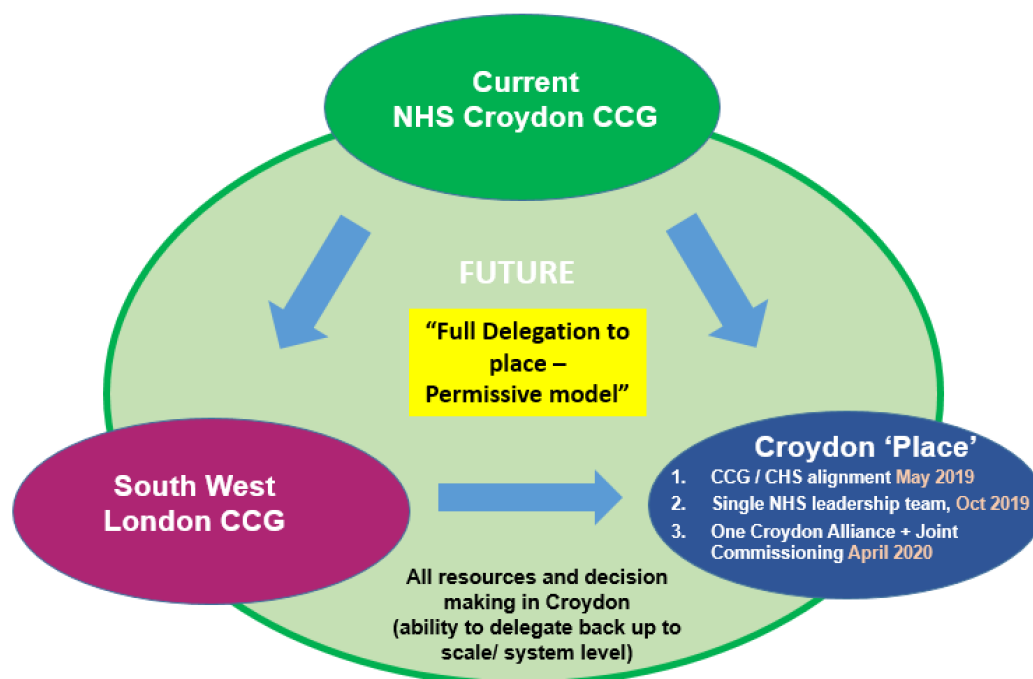 Current
NHS Croydon CCG
FUTURE
“Full Delegation to
place –
Permissive model”
South West
London CCG
Croydon ‘Place’
1. CCG / CHS alignment May 2019
2. Single NHS leadership team, Oct 2019
3. One Croydon Alliance + Joint
Commissioning April 2020
All resources and decision
making in Croydon
(ability to delegate back up to
scale/ system level)